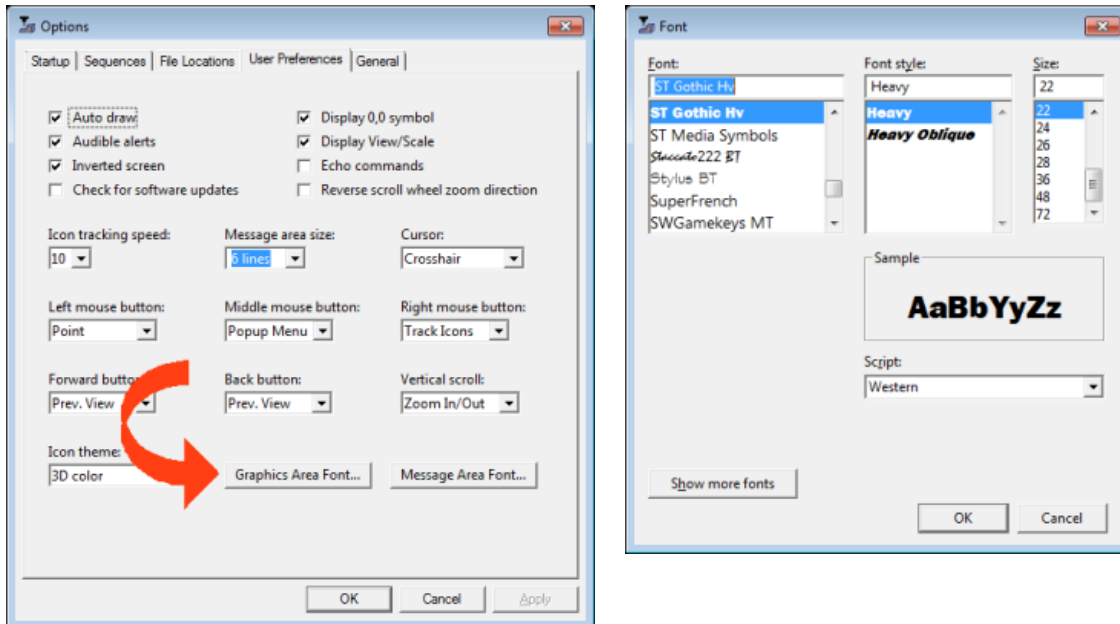 Options
Startup Sequences File Locations User Preferences General
Auto draw Display 0,0 symbol
Audible alerts Display View/Scale
Inverted screen Echo commands
Check for software updates Reverse scroll wheel zoom direction
Icon tracking speed: Message area size: Cursor:
10 6 lines Crosshair
Left mouse button: Middle mouse button: Right mouse button:
Point Popup Menu Track Icons
Forward Back button: Vertical scroll:
Prev. View Prev. View Zoom In/Out
Icon theme:
3D color Graphics Area Font... Message Area Font...
OK Cancel Apply
Font
Font: Font style: Size:
ST Gothic Hv Heavy 22
ST Gothic Hv Heavy 22
ST Media Symbols Heavy Oblique 24
Staccato222 BT 26
Stylus BT 28
SuperFrench 36
SWGamekeys MT 48
72
Sample
AaBbYyZz
Script:
Western
Show more fonts
OK Cancel